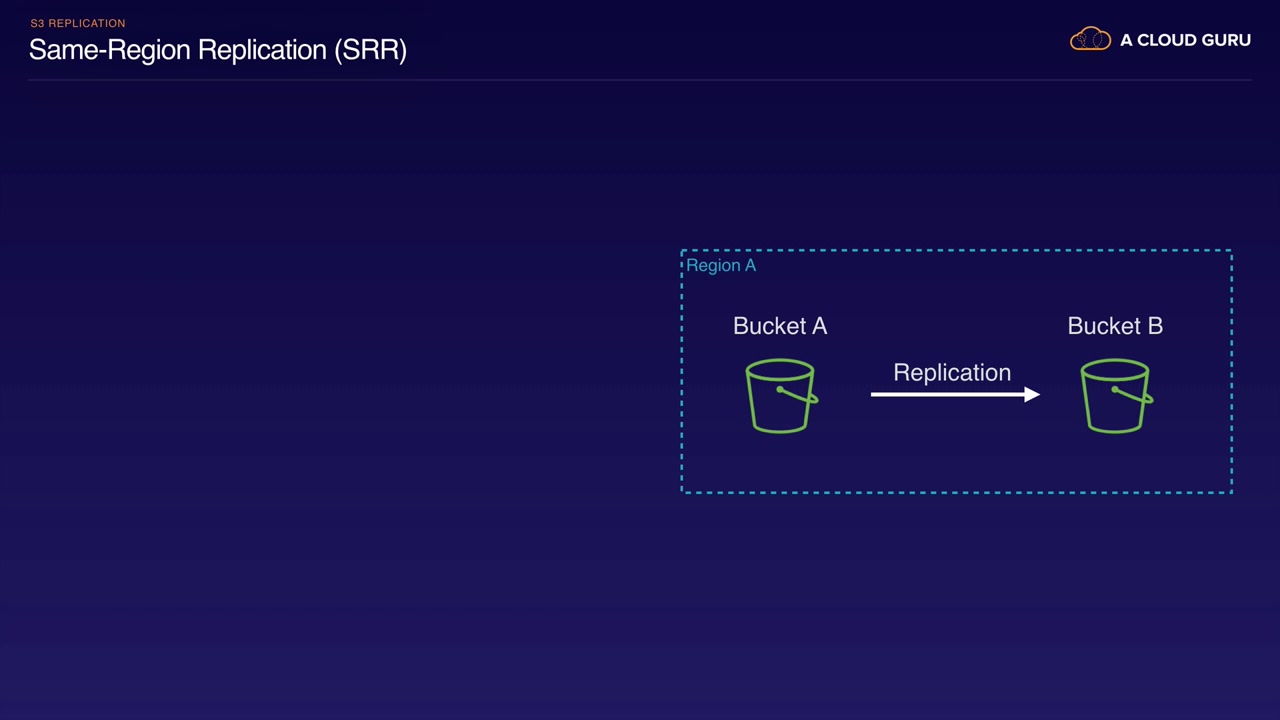 S3 REPLICATION
Same-Region Replication (SRR)
A CLOUD GURU
Region A
Bucket A
Bucket B
Replication